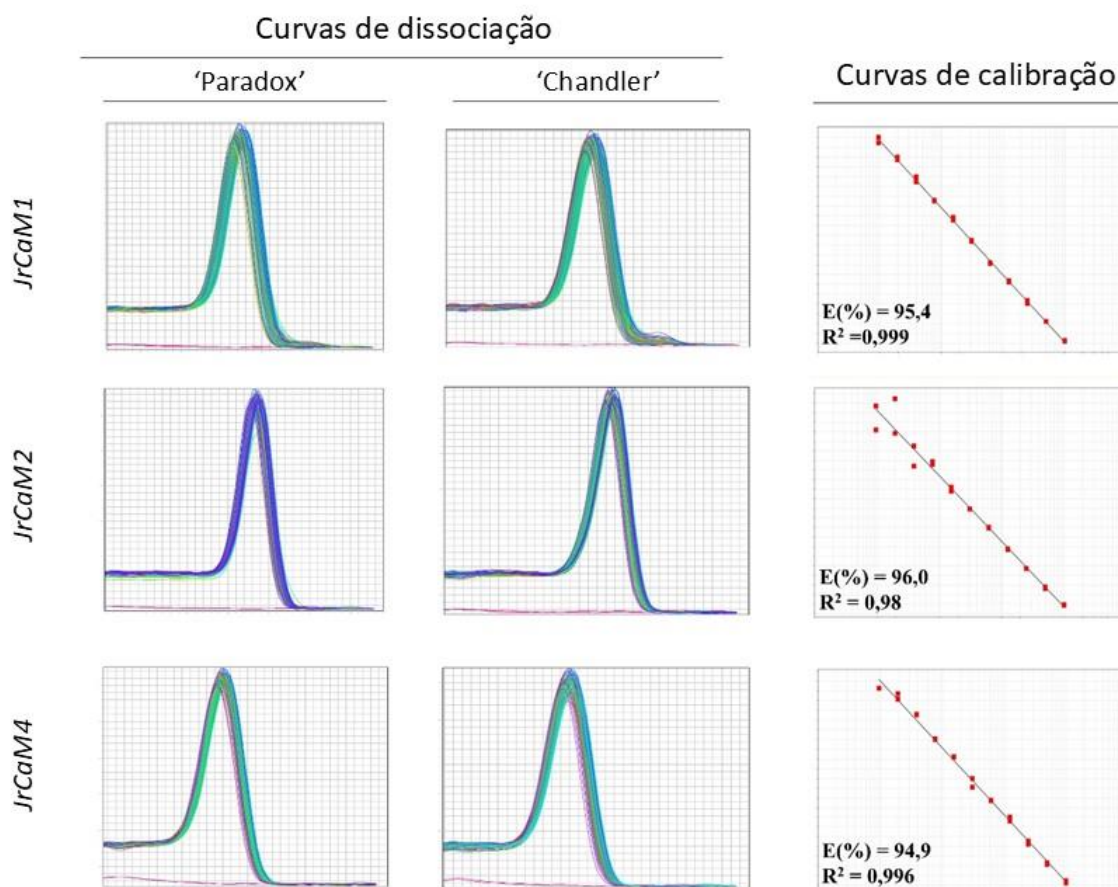 Curvas de dissociação
‘Paradox’
‘Chandler’
Curvas de calibração
JrCaM1
E(%) = 95,4
R² =0,999
JrCaM2
E(%) = 96,0
R² = 0,98
JrCaM4
E(%) = 94,9
R² = 0,996